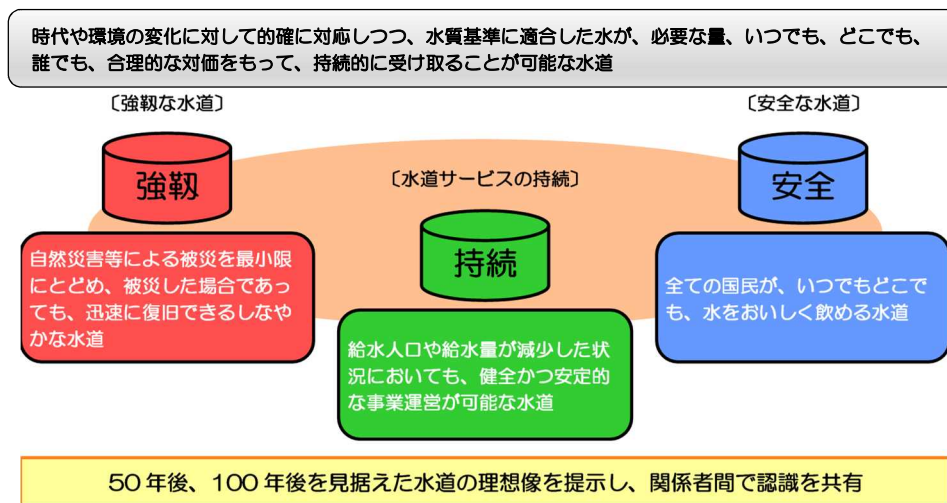 時代や環境の変化に対して的確に対応しつつ、水質基準に適合した水が、必要な量、いつでも、どこでも、
誰でも、合理的な対価をもって、持続的に受け取ることが可能な水道
〔強靭な水道〕
〔安全な水道〕
強靭
〔水道サービスの持続〕
安全
持続
自然災害等による被災を最小限
にとどめ、被災した場合であっ
ても、迅速に復旧できるしなや
かな水道
全ての国民が、いつでもどこで
も、水をおいしく飲める水道
給水人口や給水量が減少した状
況においても、健全かつ安定的
な事業運営が可能な水道
50年後、100年後を見据えた水道の理想像を提示し、関係者間で認識を共有